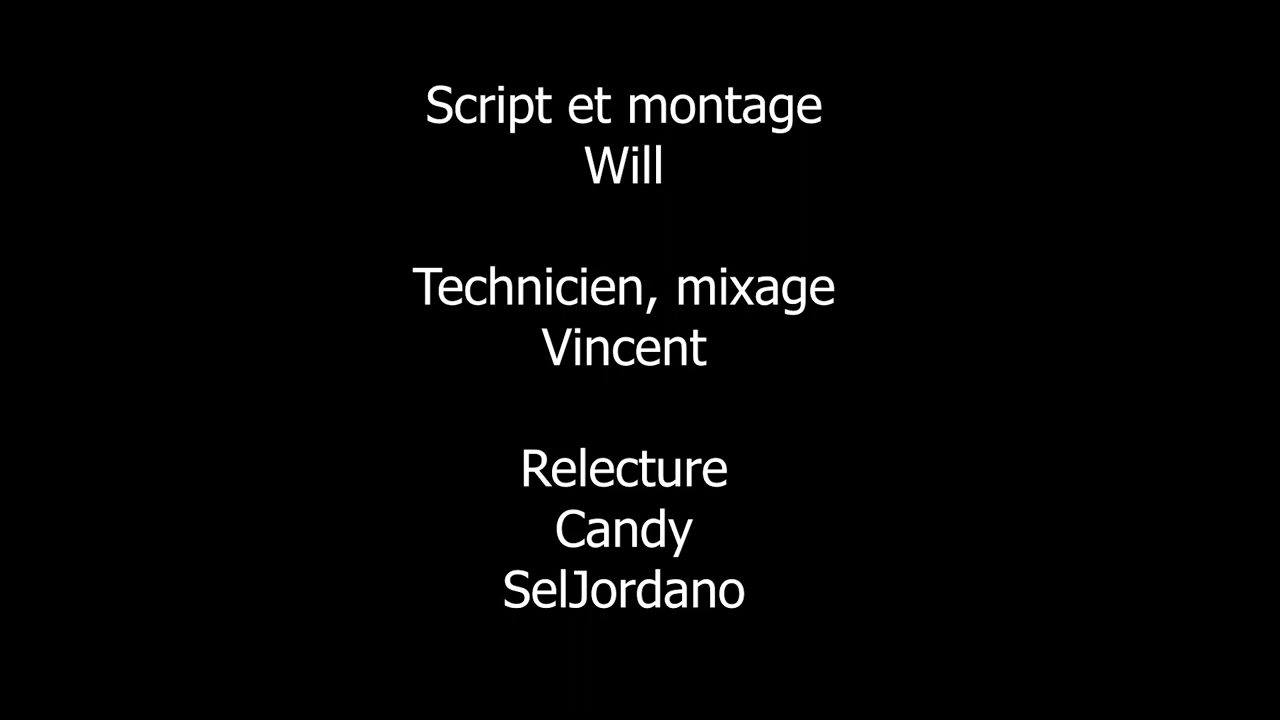 Script et montage
Will
Technicien, mixage
Vincent
Relecture
Candy
SelJordano